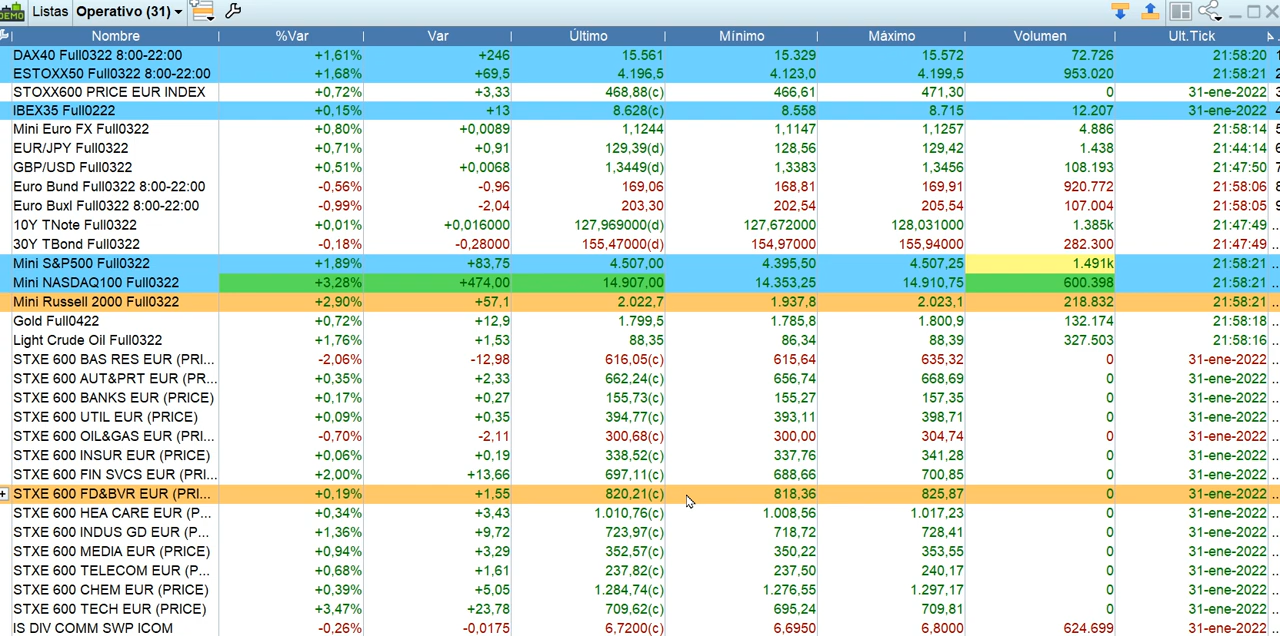 DEMO Listas Operativo (31)
Nombre %Var Var Último Mínimo Máximo Volumen Ult.Tick
DAX40 Full0322 8:00-22:00 +1,61% +246 15.561 15.329 15.572 72.726 21:58:20
ESTOXX50 Full0322 8:00-22:00 +1,68% +69,5 4.196,5 4.123,0 4.199,5 953.020 21:58:21
STOXX600 PRICE EUR INDEX +0,72% +3,33 468,88(c) 466,61 471,30 0 31-ene-2022
IBEX35 Full0222 +0,15% +13 8.628(c) 8.558 8.715 12.207 31-ene-2022
Mini Euro FX Full0322 +0,80% +0,0089 1,1244 1,1147 1,1257 4.886 21:58:14
EUR/JPY Full0322 +0,71% +0,91 129,39(d) 128,56 129,42 1.438 21:44:14
GBP/USD Full0322 +0,51% +0,0068 1,3449(d) 1,3383 1,3456 108.193 21:47:50
Euro Bund Full0322 8:00-22:00 -0,56% -0,96 169,06 168,81 169,91 920.772 21:58:06
Euro Buxl Full0322 8:00-22:00 -0,99% -2,04 203,30 202,54 205,54 107.004 21:58:05
10Y TNote Full0322 +0,01% +0,016000 127,969000(d) 127,672000 128,031000 1.385k 21:47:49
30Y TBond Full0322 -0,18% -0,28000 155,47000(d) 154,97000 155,94000 282.300 21:47:49
Mini S&P500 Full0322 +1,89% +83,75 4.507,00 4.395,50 4.507,25 1.491k 21:58:21
Mini NASDAQ100 Full0322 +3,28% +474,00 14.907,00 14.353,25 14.910,75 600.398 21:58:21
Mini Russell 2000 Full0322 +2,90% +57,1 2.022,7 1.937,8 2.023,1 218.832 21:58:21
Gold Full0422 +0,72% +12,9 1.799,5 1.785,8 1.800,9 132.174 21:58:18
Light Crude Oil Full0322 +1,76% +1,53 88,35 86,34 88,39 327.503 21:58:16
STXE 600 BAS RES EUR (PRI... -2,06% -12,98 616,05(c) 615,64 635,32 0 31-ene-2022
STXE 600 AUT&PRT EUR (PR... +0,35% +2,33 662,24(c) 656,74 668,69 0 31-ene-2022
STXE 600 BANKS EUR (PRICE) +0,17% +0,27 155,73(c) 155,27 157,35 0 31-ene-2022
STXE 600 UTIL EUR (PRICE) +0,09% +0,35 394,77(c) 393,11 398,71 0 31-ene-2022
STXE 600 OIL&GAS EUR (PRI... -0,70% -2,11 300,68(c) 300,00 304,74 0 31-ene-2022
STXE 600 INSUR EUR (PRICE) +0,06% +0,19 338,52(c) 337,76 341,28 0 31-ene-2022
STXE 600 FIN SVCS EUR (PRI... +2,00% +13,66 697,11(c) 688,66 700,85 0 31-ene-2022
STXE 600 FD&BVR EUR (PRI... +0,19% +1,55 820,21(c) 818,36 825,87 0 31-ene-2022
STXE 600 HEA CARE EUR (P... +0,34% +3,43 1.010,76(c) 1.008,56 1.017,23 0 31-ene-2022
STXE 600 INDUS GD EUR (P... +1,36% +9,72 723,97(c) 718,72 728,41 0 31-ene-2022
STXE 600 MEDIA EUR (PRICE) +0,94% +3,29 352,57(c) 350,22 353,55 0 31-ene-2022
STXE 600 TELECOM EUR (P... +0,68% +1,61 237,82(c) 237,50 240,17 0 31-ene-2022
STXE 600 CHEM EUR (PRICE) +0,39% +5,05 1.284,74(c) 1.276,55 1.297,17 0 31-ene-2022
STXE 600 TECH EUR (PRICE) +3,47% +23,78 709,62(c) 695,24 709,81 0 31-ene-2022
IS DIV COMM SWP ICOM -0,26% -0,0175 6,7200(c) 6,6950 6,8000 624.699 31-ene-2022